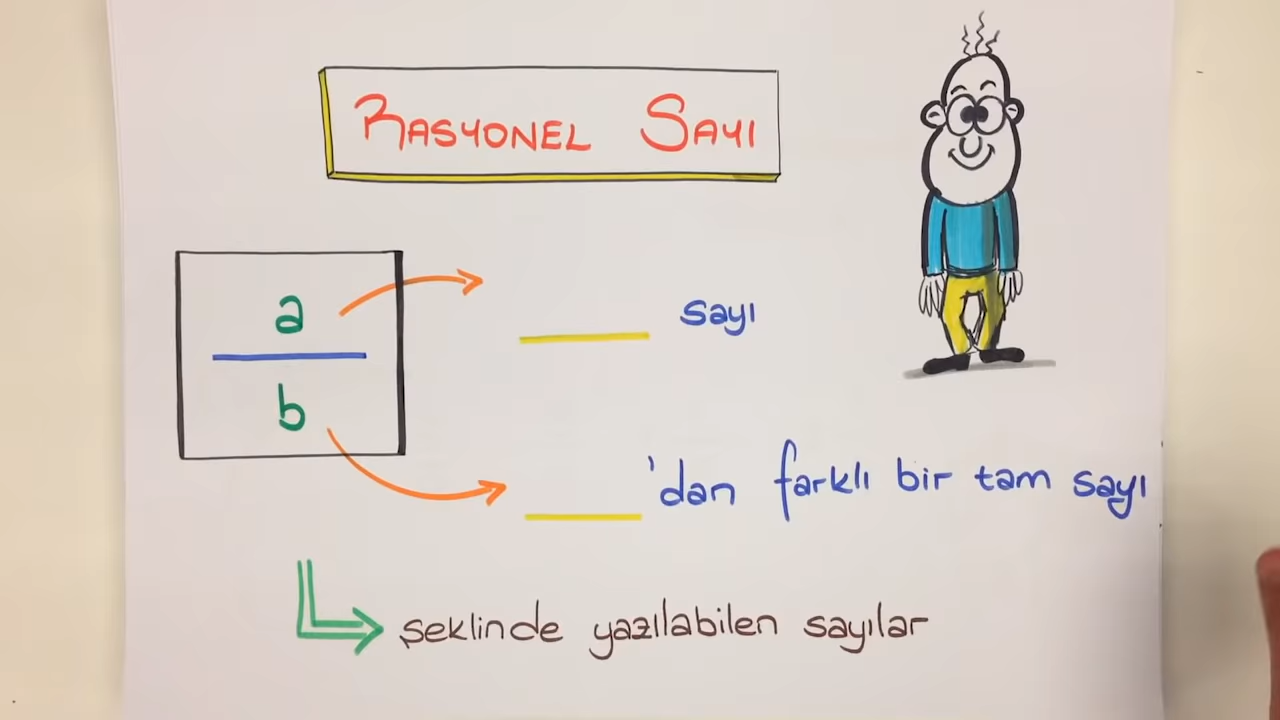 RASYONEL SAYI
a
sayı
b
'dan farklı bir tam sayı
şeklinde yazılabilen sayılar